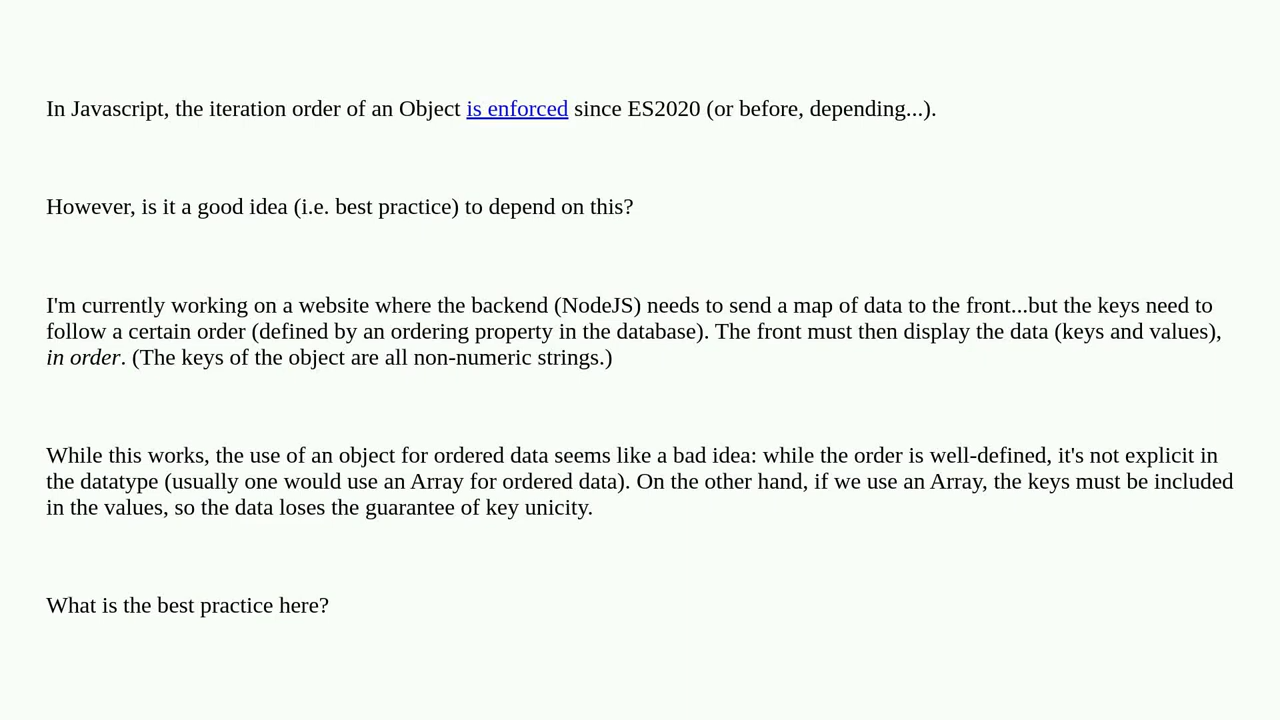 In Javascript, the iteration order of an Object is enforced since ES2020 (or before, depending...).
However, is it a good idea (i.e. best practice) to depend on this?
I'm currently working on a website where the backend (NodeJS) needs to send a map of data to the front...but the keys need to
follow a certain order (defined by an ordering property in the database). The front must then display the data (keys and values),
in order. (The keys of the object are all non-numeric strings.)
While this works, the use of an object for ordered data seems like a bad idea: while the order is well-defined, it's not explicit in
the datatype (usually one would use an Array for ordered data). On the other hand, if we use an Array, the keys must be included
in the values, so the data loses the guarantee of key unicity.
What is the best practice here?